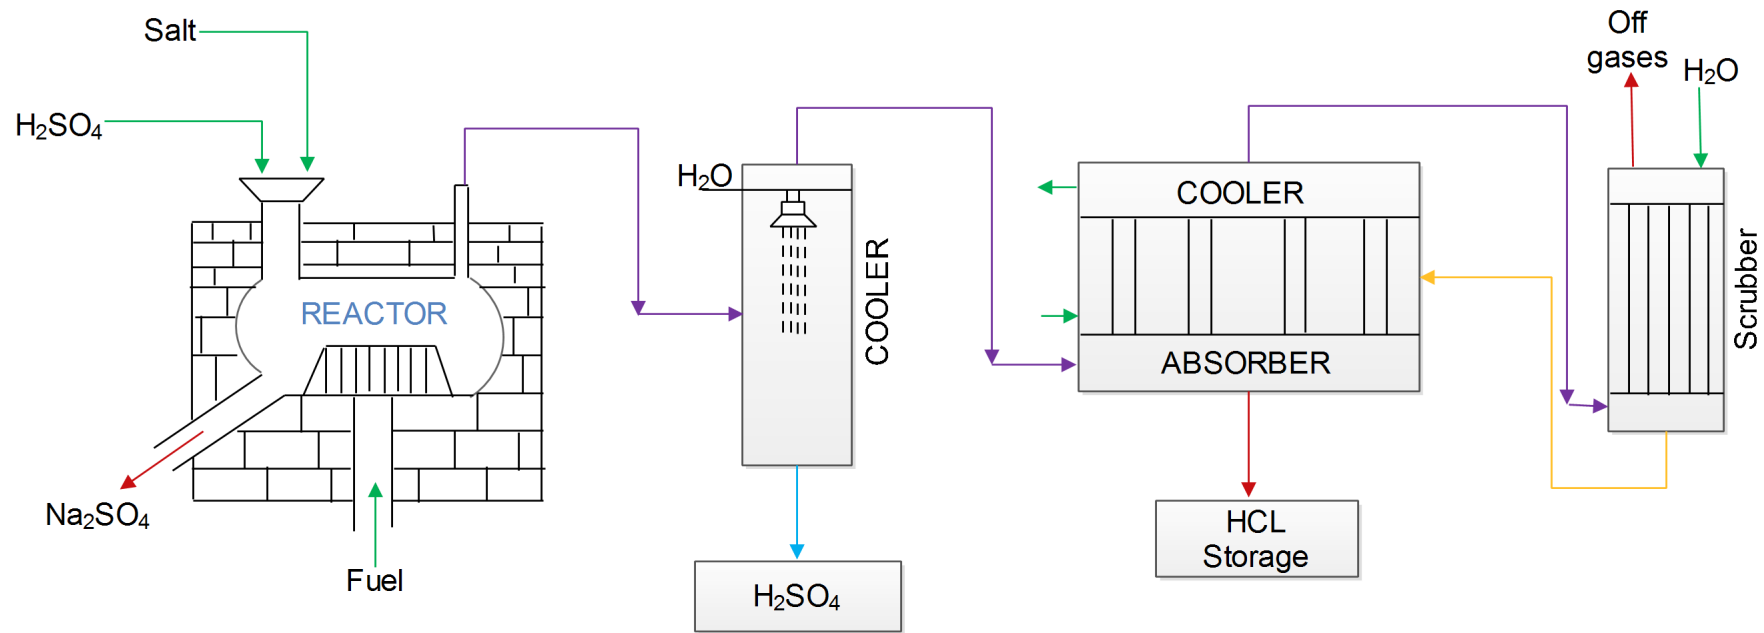 Salt
H₂SO₄
REACTOR
Na₂SO₄
Fuel
H₂O
COOLER
H₂SO₄
COOLER
ABSORBER
HCL
Storage
Off
gases
H₂O
Scrubber